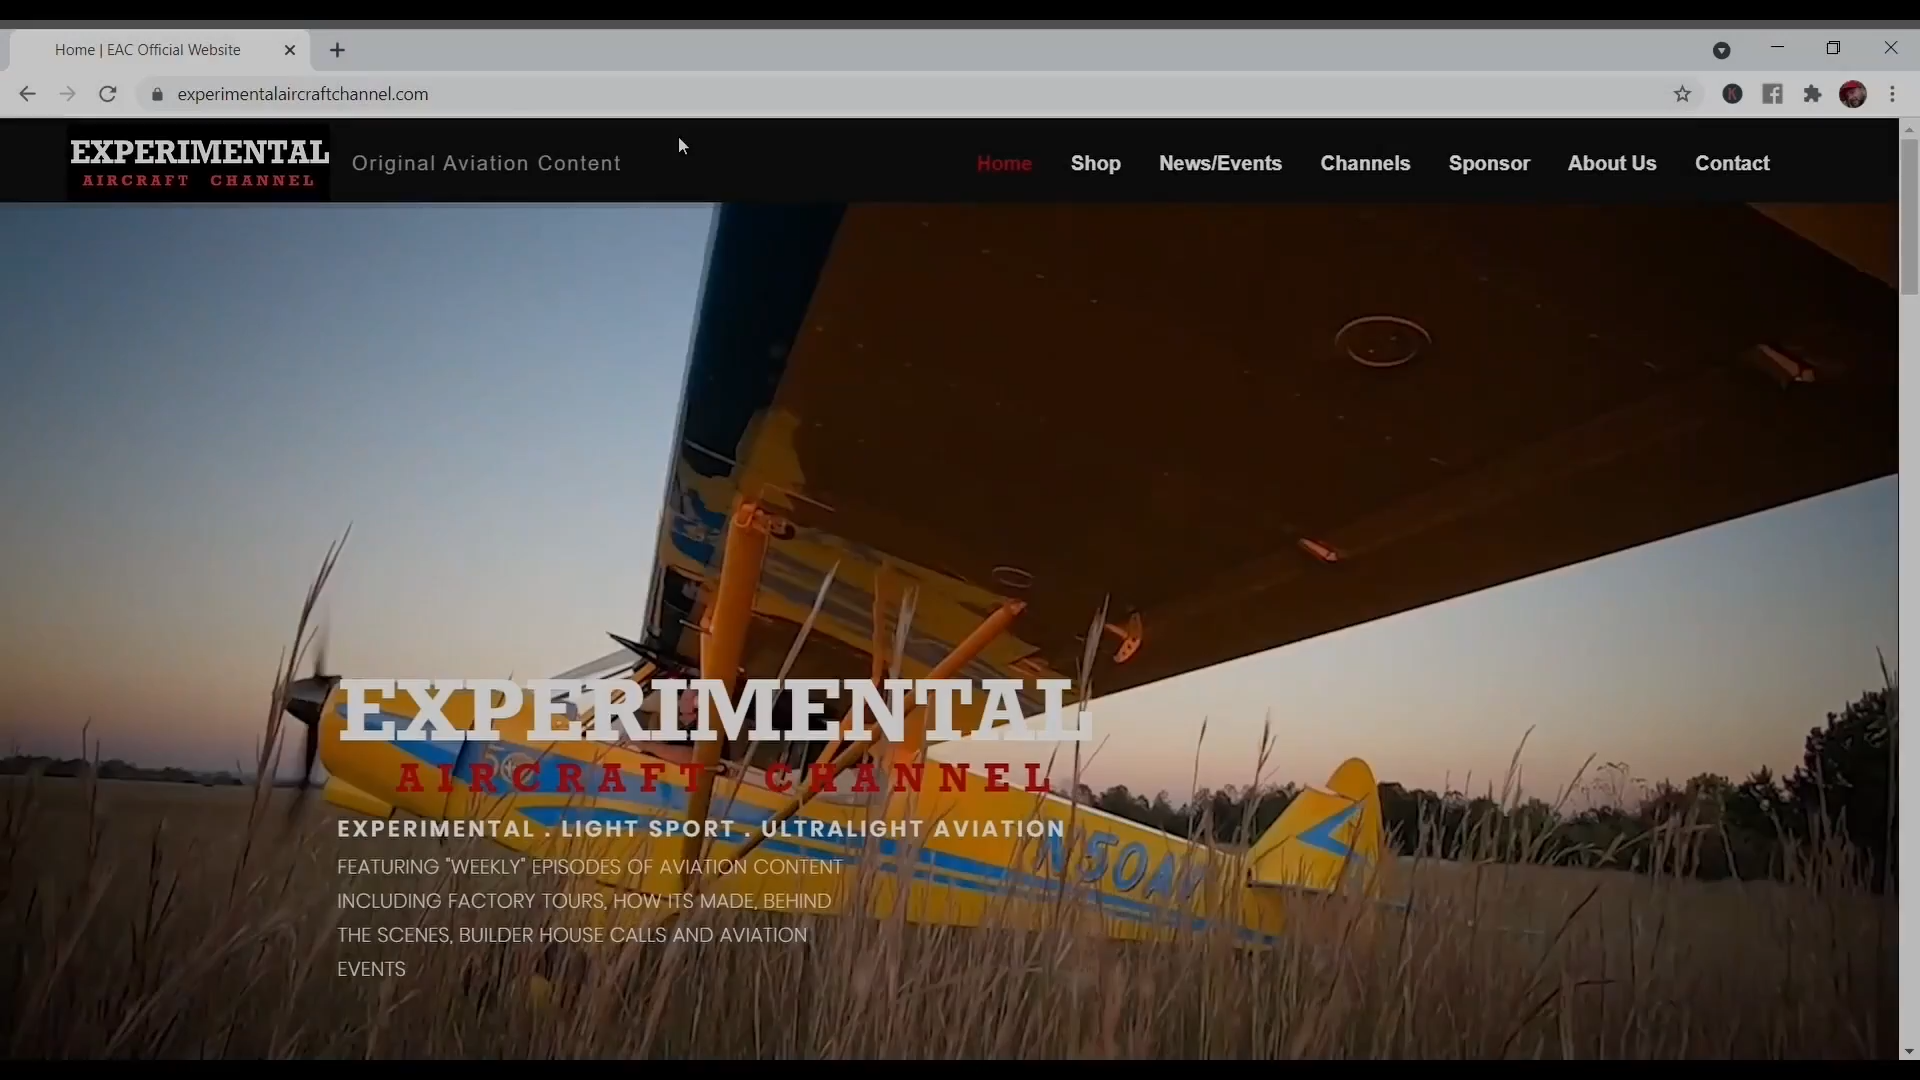 Home | EAC Official Website
experimentalaircraftchannel.com
EXPERIMENTAL
AIRCRAFT CHANNEL
Original Aviation Content
Home Shop News/Events Channels Sponsor About Us Contact
EXPERIMENTAL
AIRCRAFT CHANNEL
EXPERIMENTAL . LIGHT SPORT . ULTRALIGHT AVIATION
FEATURING "WEEKLY" EPISODES OF AVIATION CONTENT
INCLUDING FACTORY TOURS, HOW ITS MADE, BEHIND
THE SCENES, BUILDER HOUSE CALLS AND AVIATION
EVENTS